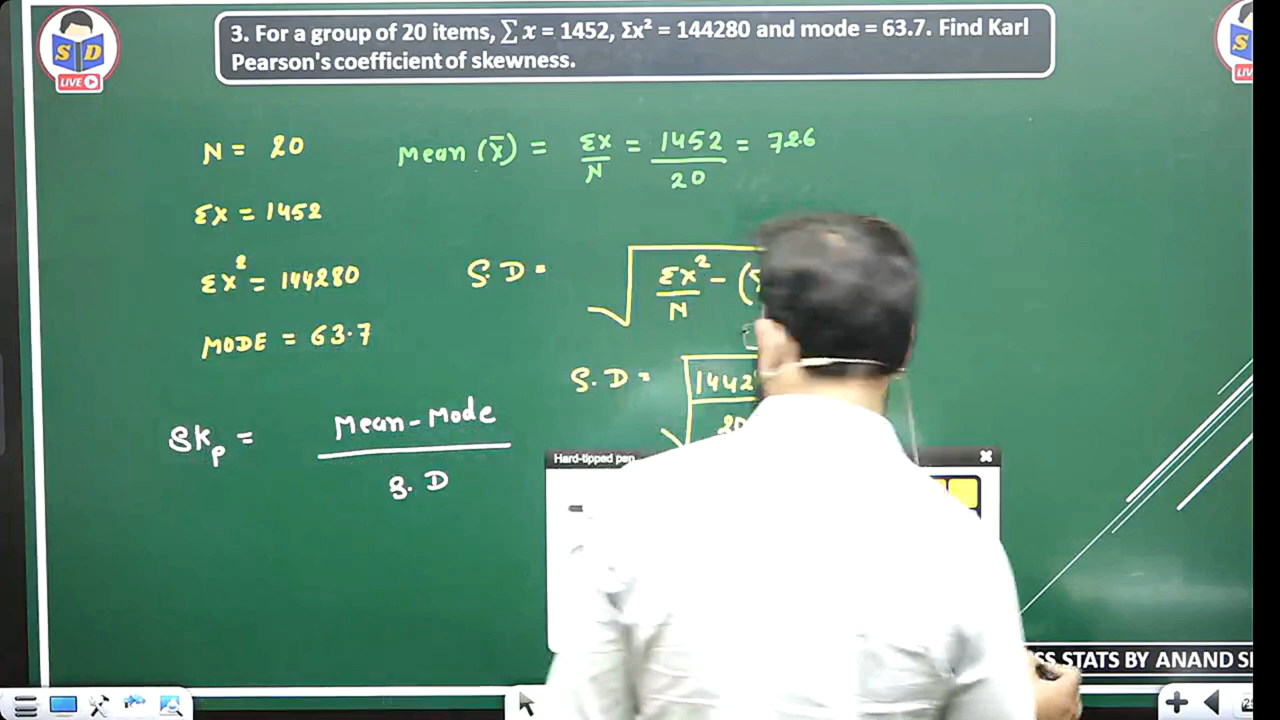 3. For a group of 20 items, ∑ x = 1452, Σx² = 144280 and mode = 63.7. Find Karl
Pearson's coefficient of skewness.
S D
LIVE
S
N = 20
Mean (x̄) = Σx/N = 1452/20 = 72.6
Σx = 1452
Σx² = 144280
S.D = √ Σx²/N - (
MODE = 63.7
S.D = √ 1442
20
SKp = Mean - Mode / S.D
Hard-tipped pen
STATS BY ANAND